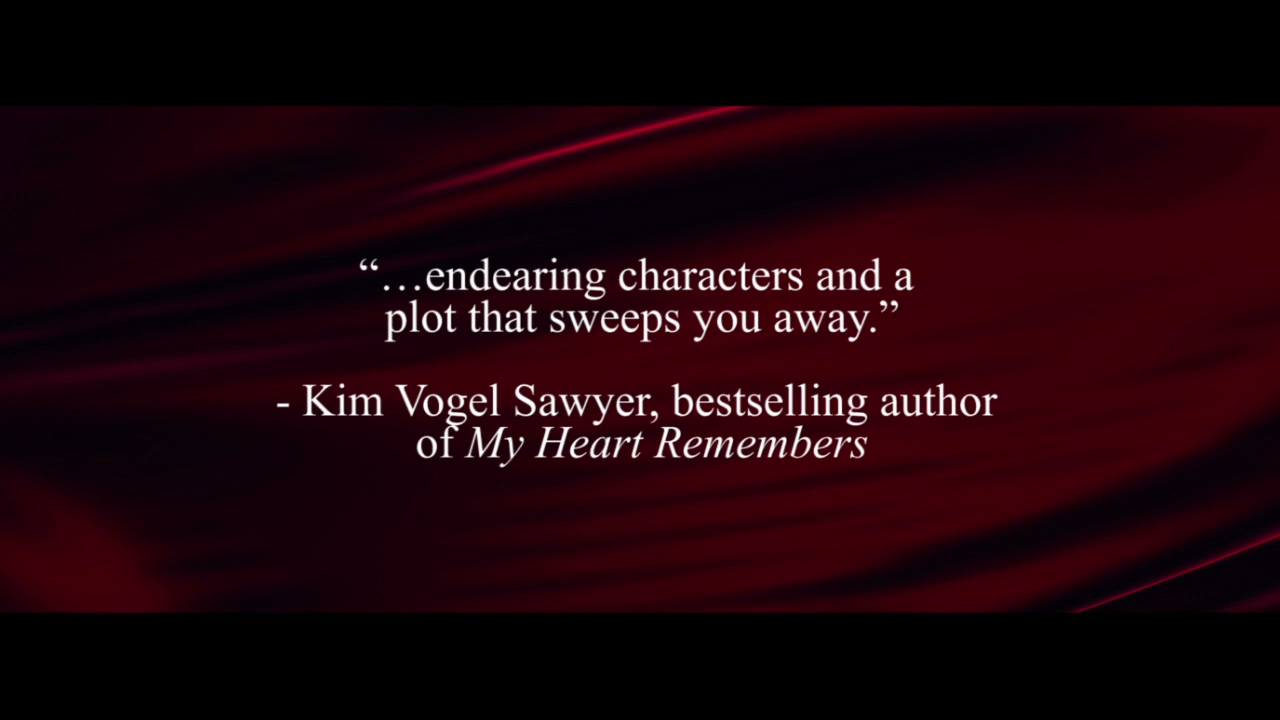 “…endearing characters and a
plot that sweeps you away.”
- Kim Vogel Sawyer, bestselling author
of My Heart Remembers